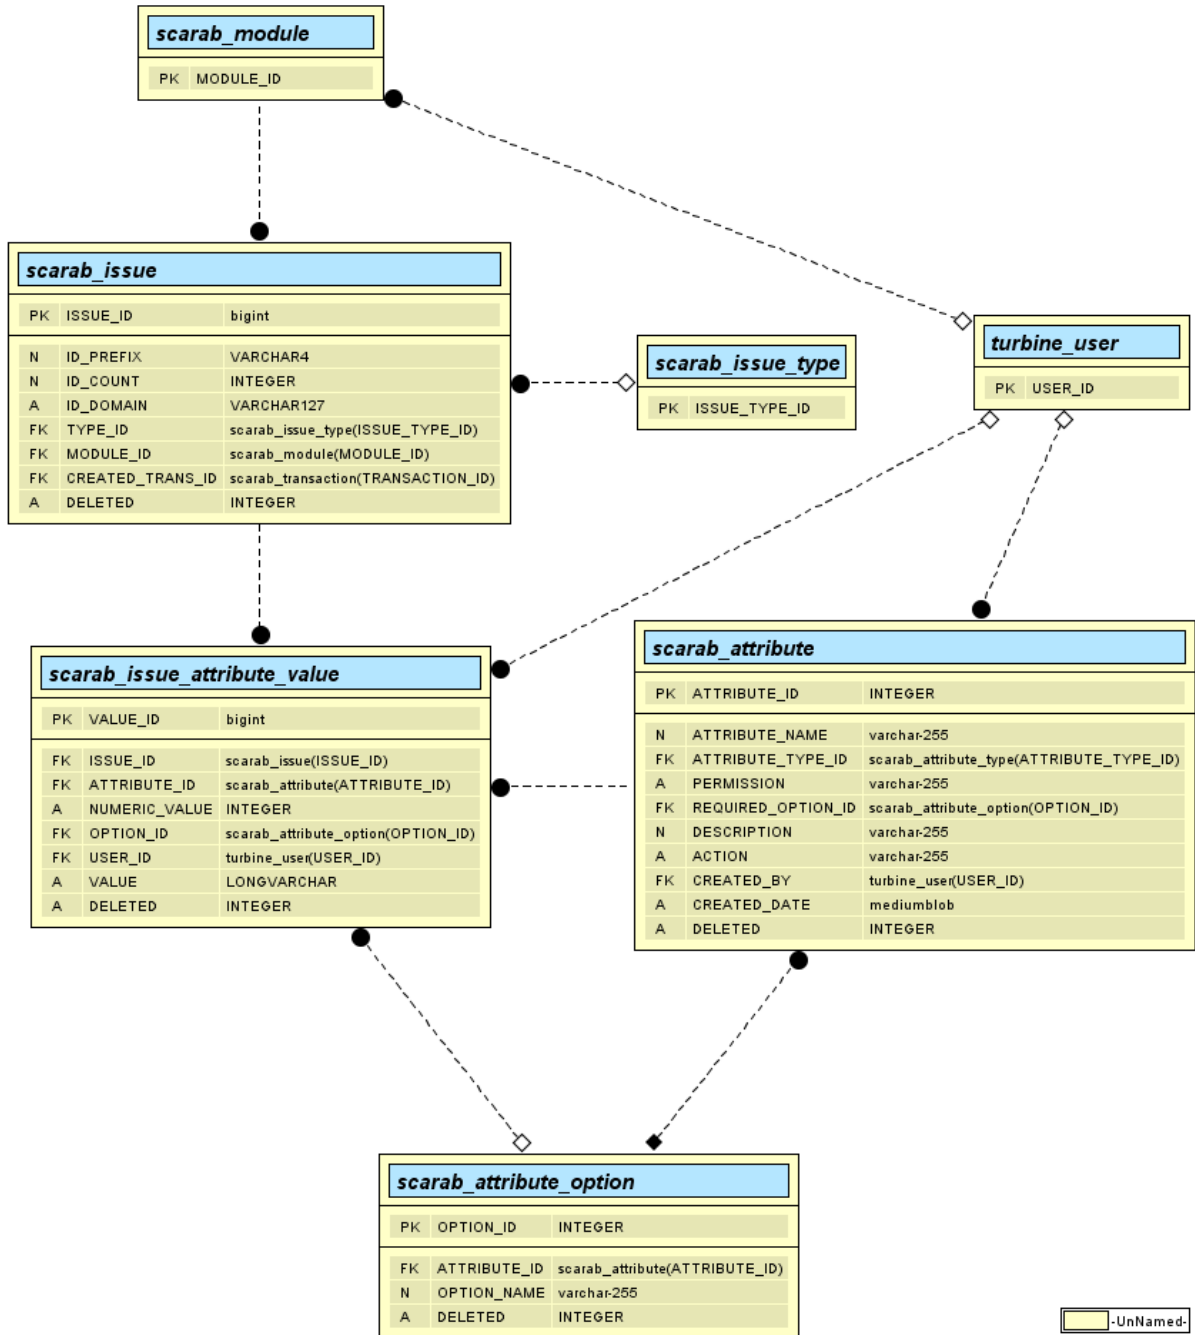 scarab_module
PK MODULE_ID
scarab_issue
PK ISSUE_ID bigint
N ID_PREFIX VARCHAR4
N ID_COUNT INTEGER
A ID_DOMAIN VARCHAR127
FK TYPE_ID scarab_issue_type(ISSUE_TYPE_ID)
FK MODULE_ID scarab_module(MODULE_ID)
FK CREATED_TRANS_ID scarab_transaction(TRANSACTION_ID)
A DELETED INTEGER
scarab_issue_type
PK ISSUE_TYPE_ID
turbine_user
PK USER_ID
scarab_issue_attribute_value
PK VALUE_ID bigint
FK ISSUE_ID scarab_issue(ISSUE_ID)
FK ATTRIBUTE_ID scarab_attribute(ATTRIBUTE_ID)
A NUMERIC_VALUE INTEGER
FK OPTION_ID scarab_attribute_option(OPTION_ID)
FK USER_ID turbine_user(USER_ID)
A VALUE LONGVARCHAR
A DELETED INTEGER
scarab_attribute
PK ATTRIBUTE_ID INTEGER
N ATTRIBUTE_NAME varchar-255
FK ATTRIBUTE_TYPE_ID scarab_attribute_type(ATTRIBUTE_TYPE_ID)
A PERMISSION varchar-255
FK REQUIRED_OPTION_ID scarab_attribute_option(OPTION_ID)
N DESCRIPTION varchar-255
A ACTION varchar-255
FK CREATED_BY turbine_user(USER_ID)
A CREATED_DATE mediumblob
A DELETED INTEGER
scarab_attribute_option
PK OPTION_ID INTEGER
FK ATTRIBUTE_ID scarab_attribute(ATTRIBUTE_ID)
N OPTION_NAME varchar-255
A DELETED INTEGER
-UnNamed-